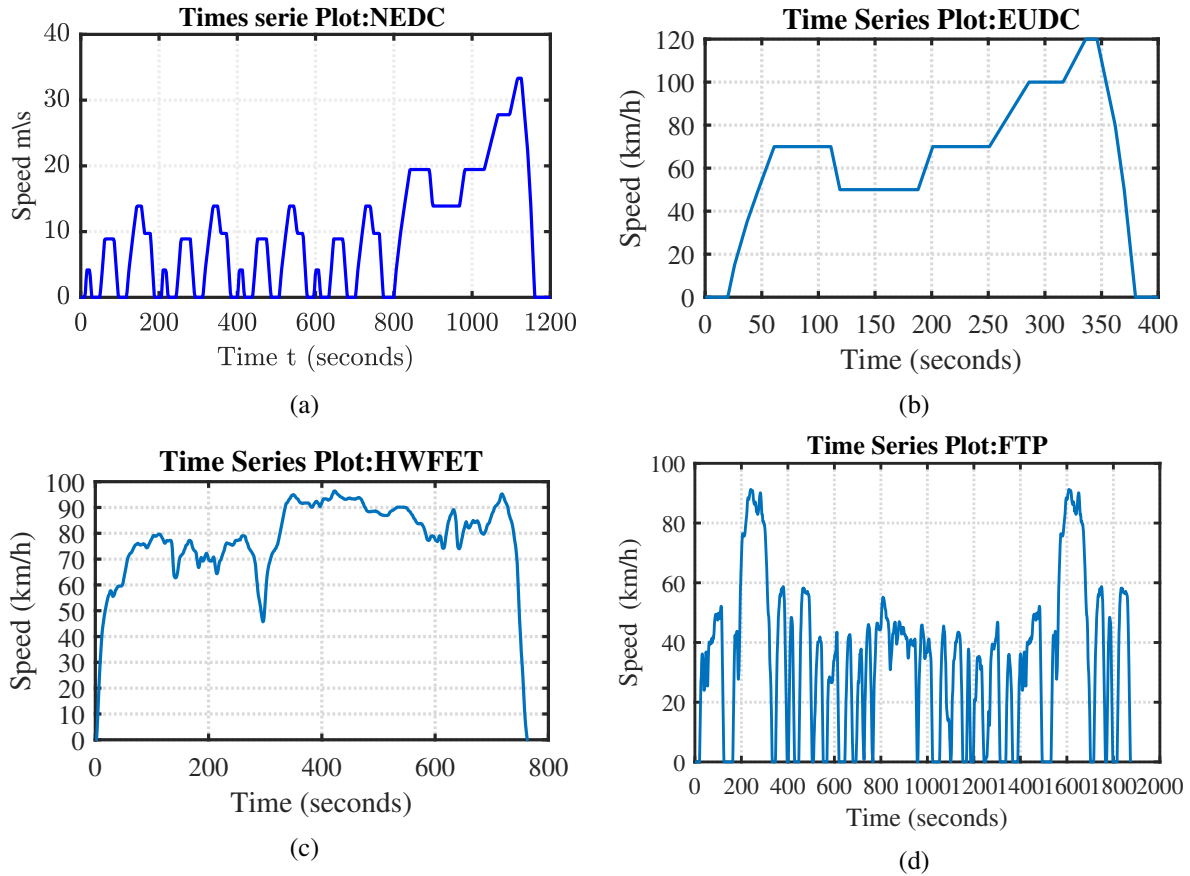 Times serie Plot:NEDC
40
30
20
10
0
Speed m\s
0 200 400 600 800 1000 1200
Time t (seconds)
(a)
Time Series Plot:EUDC
120
100
80
60
40
20
0
Speed (km/h)
0 50 100 150 200 250 300 350 400
Time (seconds)
(b)
Time Series Plot:HWFET
100
90
80
70
60
50
40
30
20
10
0
Speed (km/h)
0 200 400 600 800
Time (seconds)
(c)
Time Series Plot:FTP
100
80
60
40
20
0
Speed (km/h)
0 200 400 600 800 1000 1200 1400 1600 1800 2000
Time (seconds)
(d)